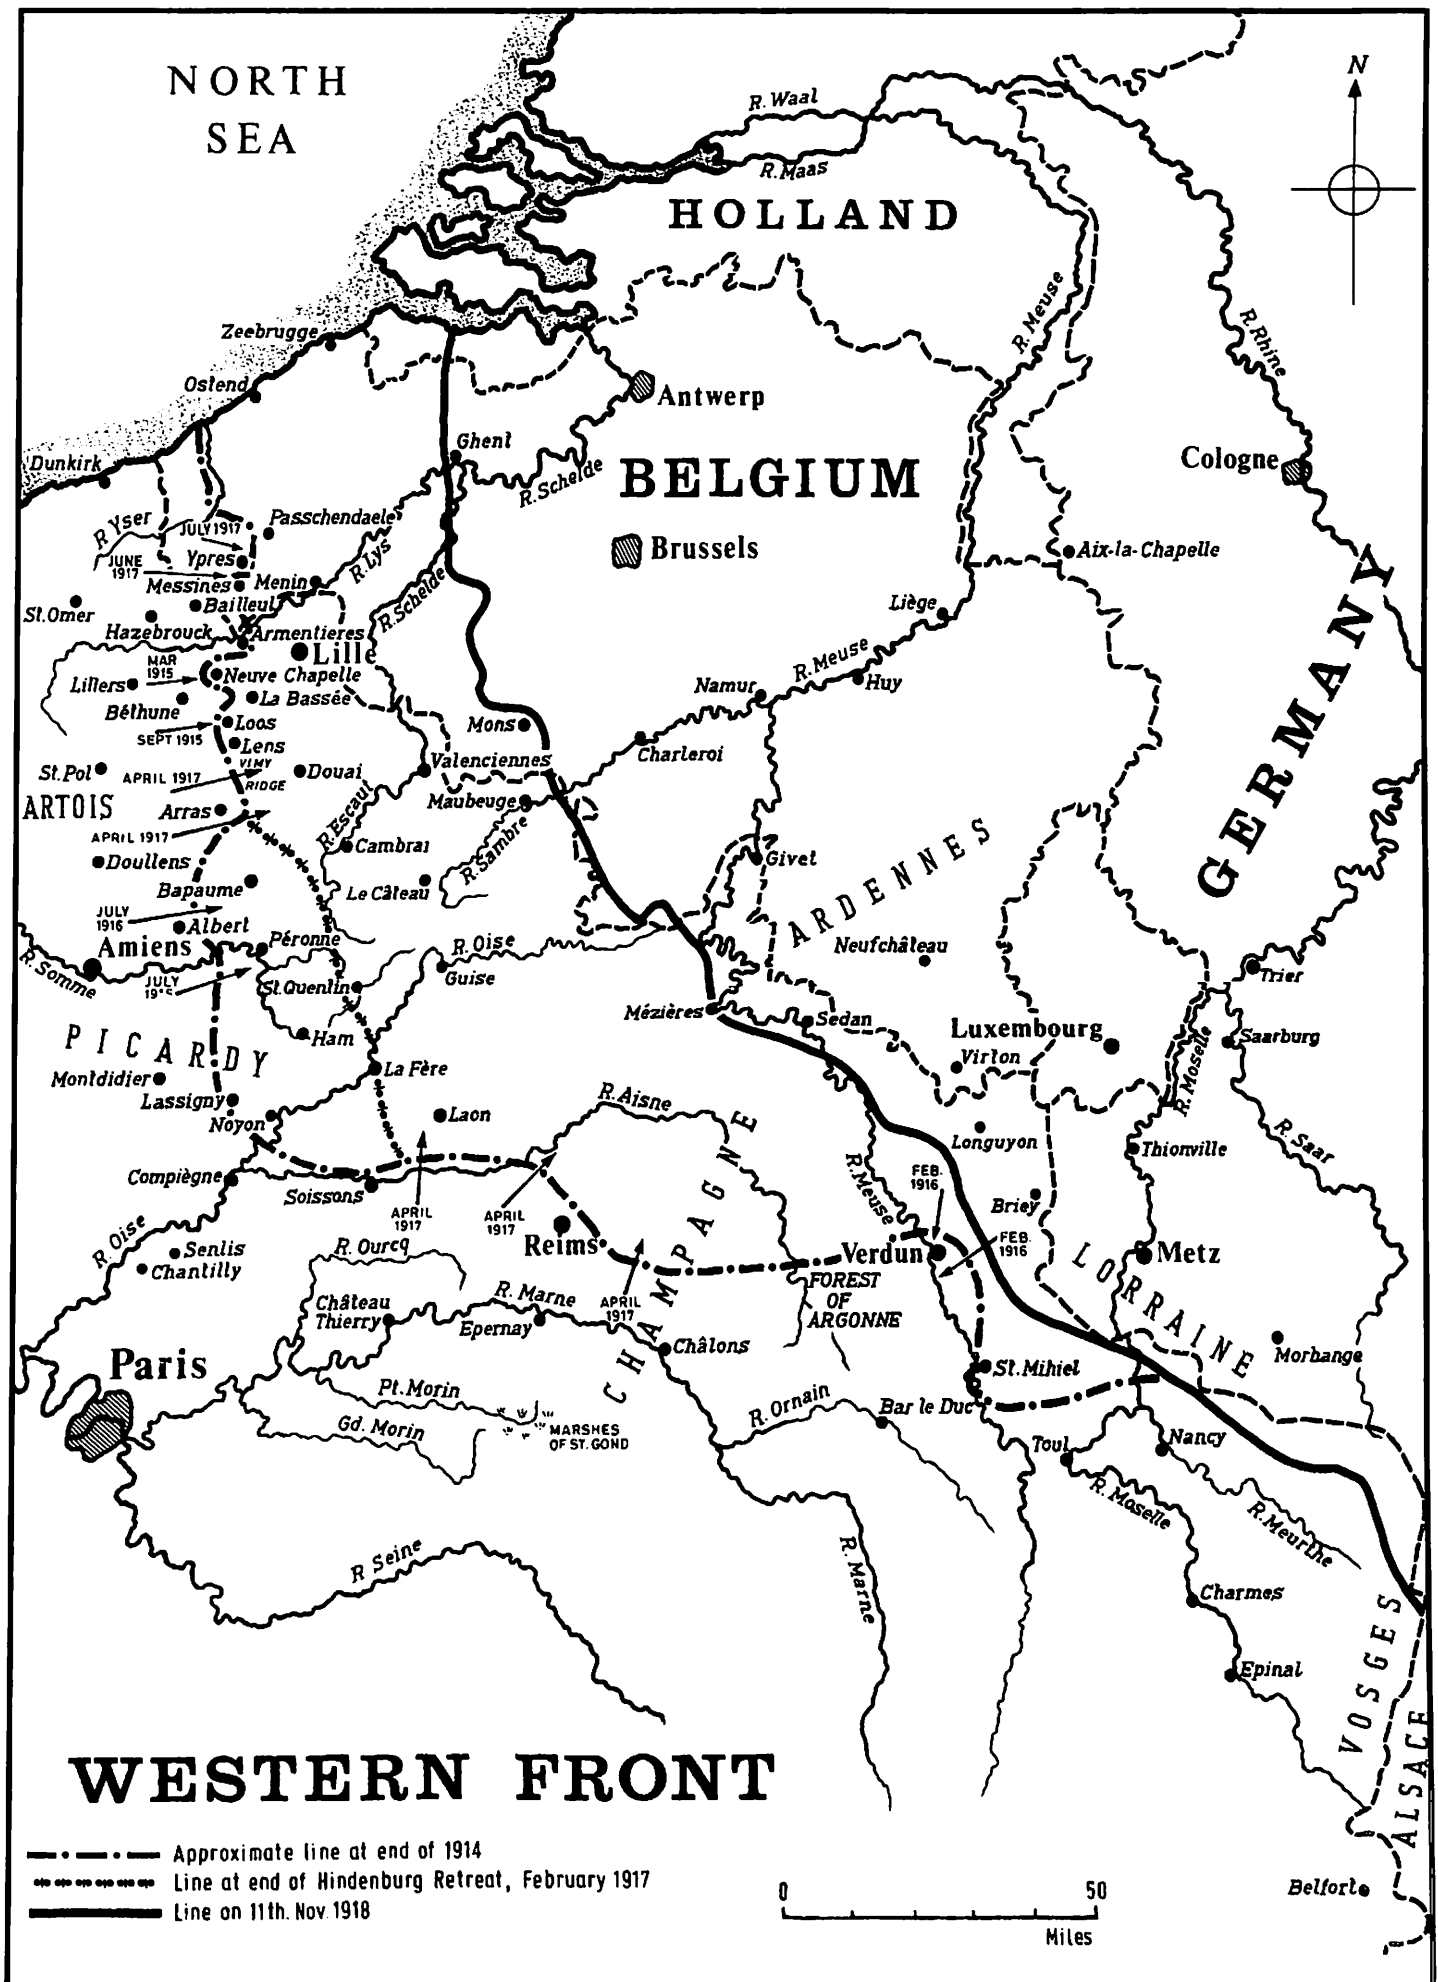 NORTH
SEA
N
R. Waal
R. Maas
HOLLAND
R. Meuse
R. Rhine
Zeebrugge
Ostend
Antwerp
Dunkirk
Ghent
R. Schelde
BELGIUM
Cologne
R Yser
JULY 1917
Passchendaele
Brussels
Aix-la-Chapelle
JUNE
1917
Ypres
R. Lys
Messines
Menin
R. Schelde
St. Omer
Bailleul
Liège
Hazebrouck
Armentieres
Lille
GERMANY
MAR
1915
Neuve Chapelle
R. Meuse
Huy
Lillers
La Bassée
Namur
Béthune
Loos
Mons
SEPT 1915
Lens
Charleroi
VIMY
RIDGE
St. Pol
APRIL 1917
Douai
Valenciennes
ARTOIS
Arras
R. Escaut
Maubeuge
APRIL 1917
Cambrai
R. Sambre
Doullens
Givet
ARDENNES
Bapaume
Le Câteau
JULY
1916
Albert
Amiens
Péronne
R. Oise
Neufchâteau
R. Somme
JULY
St. Quentin
Guise
Trier
Mézières
Sedan
Luxembourg
Saarburg
PICARDY
Ham
Virton
R. Moselle
Montdidier
La Fère
Lassigny
R. Aisne
Noyon
Laon
CHAMPAGNE
Longuyon
Thionville
R. Saar
Compiègne
Soissons
R. Meuse
FEB.
1916
Briey
APRIL
1917
APRIL
1917
R. Oise
Senlis
Chantilly
R. Ourcq
Reims
Verdun
FEB.
1916
LORRAINE
Metz
FOREST
OF
ARGONNE
R. Marne
APRIL
1917
Château
Thierry
Epernay
Châlons
Morhange
Paris
St. Mihiel
Pt. Morin
R. Ornain
Bar le Duc
Gd. Morin
MARSHES
OF ST. GOND
Toul
Nancy
R. Moselle
R. Meurthe
R Seine
R. Marne
Charmes
VOSGES
Epinal
ALSACE
WESTERN FRONT
Approximate line at end of 1914
Line at end of Hindenburg Retreat, February 1917
Line on 11th. Nov. 1918
Belfort
0 50
Miles